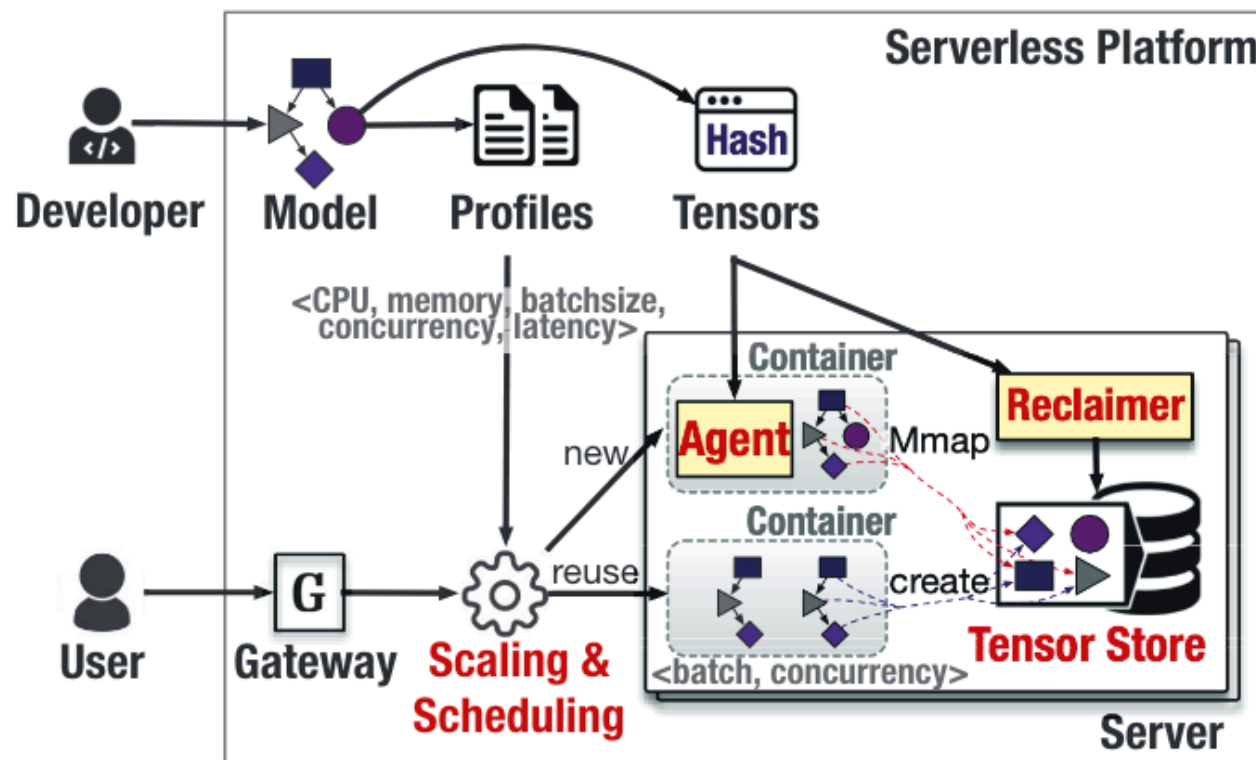 Serverless Platform
</>
Hash
Developer
Model
Profiles
Tensors
<CPU, memory, batchsize,
concurrency, latency>
Container
Agent
Reclaimer
new
Mmap
Container
reuse
create
G
User
Gateway
Scaling &
Scheduling
<batch, concurrency>
Tensor Store
Server